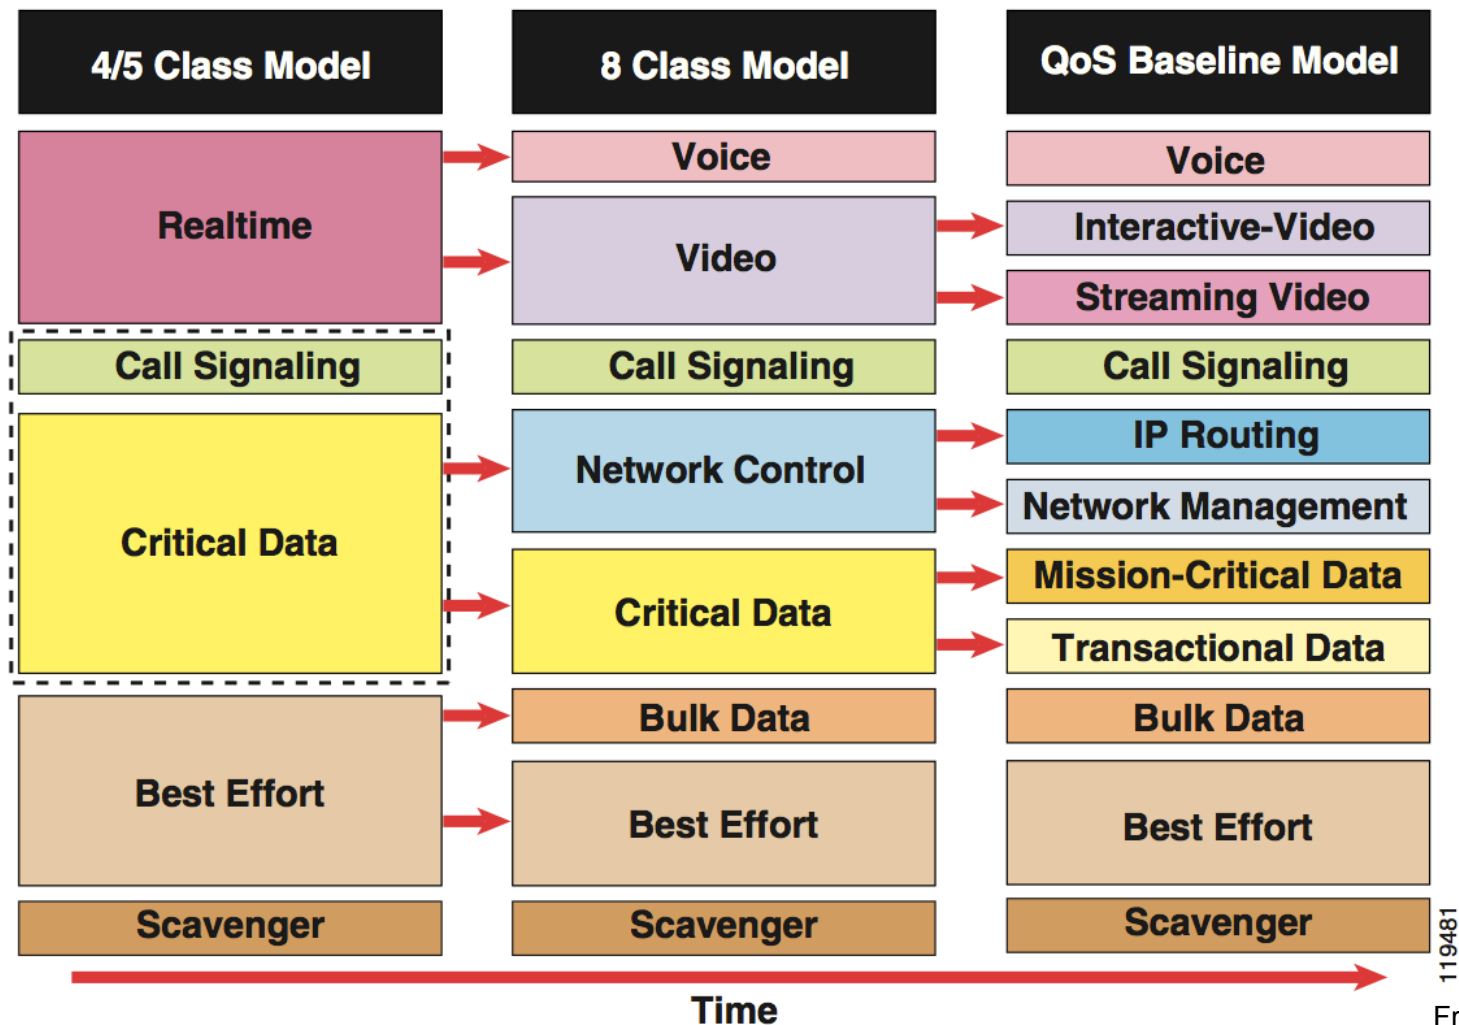 4/5 Class Model
8 Class Model
QoS Baseline Model
Realtime
Call Signaling
Critical Data
Best Effort
Scavenger
Voice
Video
Call Signaling
Network Control
Critical Data
Bulk Data
Best Effort
Scavenger
Voice
Interactive-Video
Streaming Video
Call Signaling
IP Routing
Network Management
Mission-Critical Data
Transactional Data
Bulk Data
Best Effort
Scavenger
119481
Time